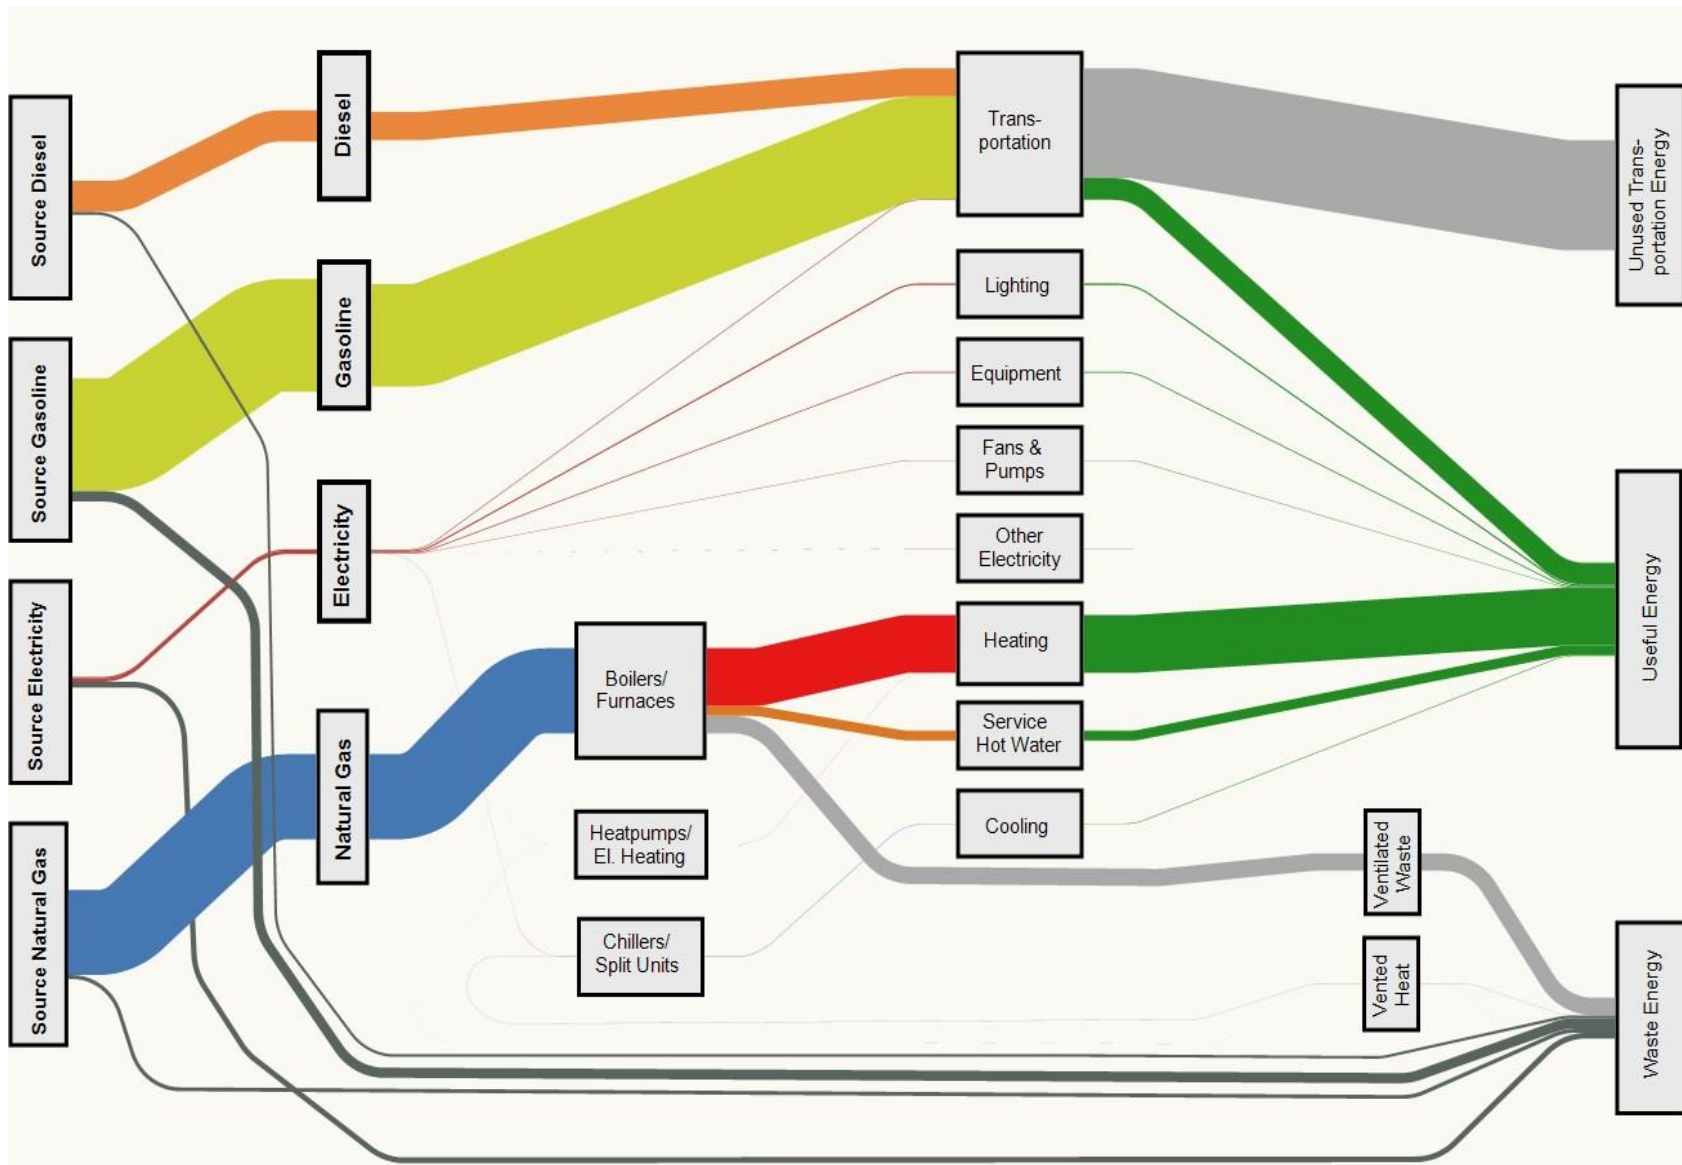 Source Diesel
Source Gasoline
Source Electricity
Source Natural Gas
Diesel
Gasoline
Electricity
Natural Gas
Boilers/
Furnaces
Heatpumps/
El. Heating
Chillers/
Split Units
Trans-
portation
Lighting
Equipment
Fans &
Pumps
Other
Electricity
Heating
Service
Hot Water
Cooling
Ventilated
Waste
Vented
Heat
Unused Trans-
portation Energy
Useful Energy
Waste Energy